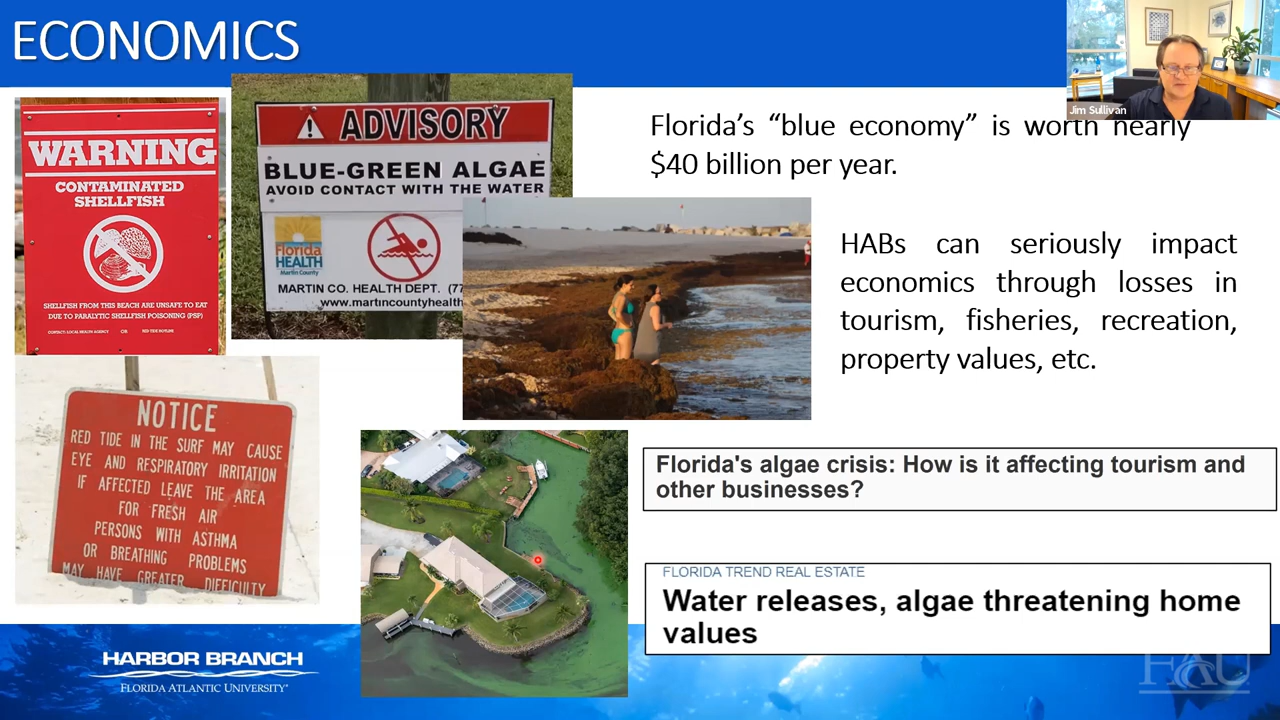 ECONOMICS
Jim Sullivan
WARNING
CONTAMINATED
SHELLFISH
SHELLFISH FROM THIS BEACH ARE UNSAFE TO EAT
DUE TO PARALYTIC SHELLFISH POISONING (PSP)
OR
ADVISORY
BLUE-GREEN ALGAE
AVOID CONTACT WITH THE WATER
Florida
HEALTH
Martin County
MARTIN CO. HEALTH DEPT. (77
www.martincountyhealth
Florida's “blue economy” is worth nearly
$40 billion per year.
HABs can seriously impact
economics through losses in
tourism, fisheries, recreation,
property values, etc.
NOTICE
RED TIDE IN THE SURF MAY CAUSE
EYE AND RESPIRATORY IRRITATION
IF AFFECTED LEAVE THE AREA
FOR FRESH AIR
PERSONS WITH ASTHMA
OR BREATHING PROBLEMS
MAY HAVE GREATER DIFFICULTY
Florida's algae crisis: How is it affecting tourism and
other businesses?
FLORIDA TREND REAL ESTATE
Water releases, algae threatening home
values
HARBOR BRANCH
FLORIDA ATLANTIC UNIVERSITY
FAU